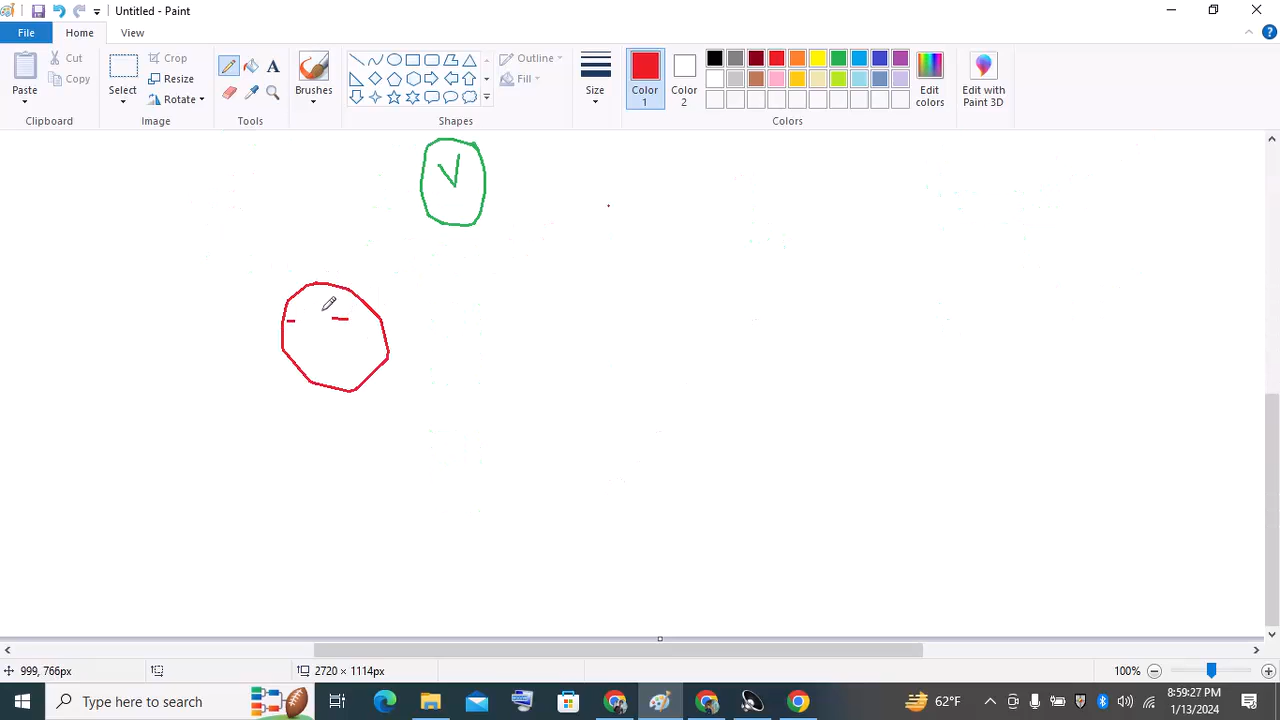 Untitled - Paint
File
Home
View
Paste
Cut
Copy
Clipboard
Select
Crop
Resize
Rotate
Image
Tools
Brushes
Outline
Fill
Shapes
Size
Color 1
Color 2
Edit colors
Edit with Paint 3D
Colors
V
999, 766px
2720 × 1114px
100%
Type here to search
62°F
8:59:27 PM
1/13/2024